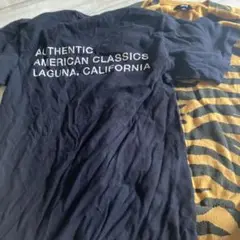 AUTHENTIC
AMERICAN CLASSICS
LAGUNA, CALIFORNIA